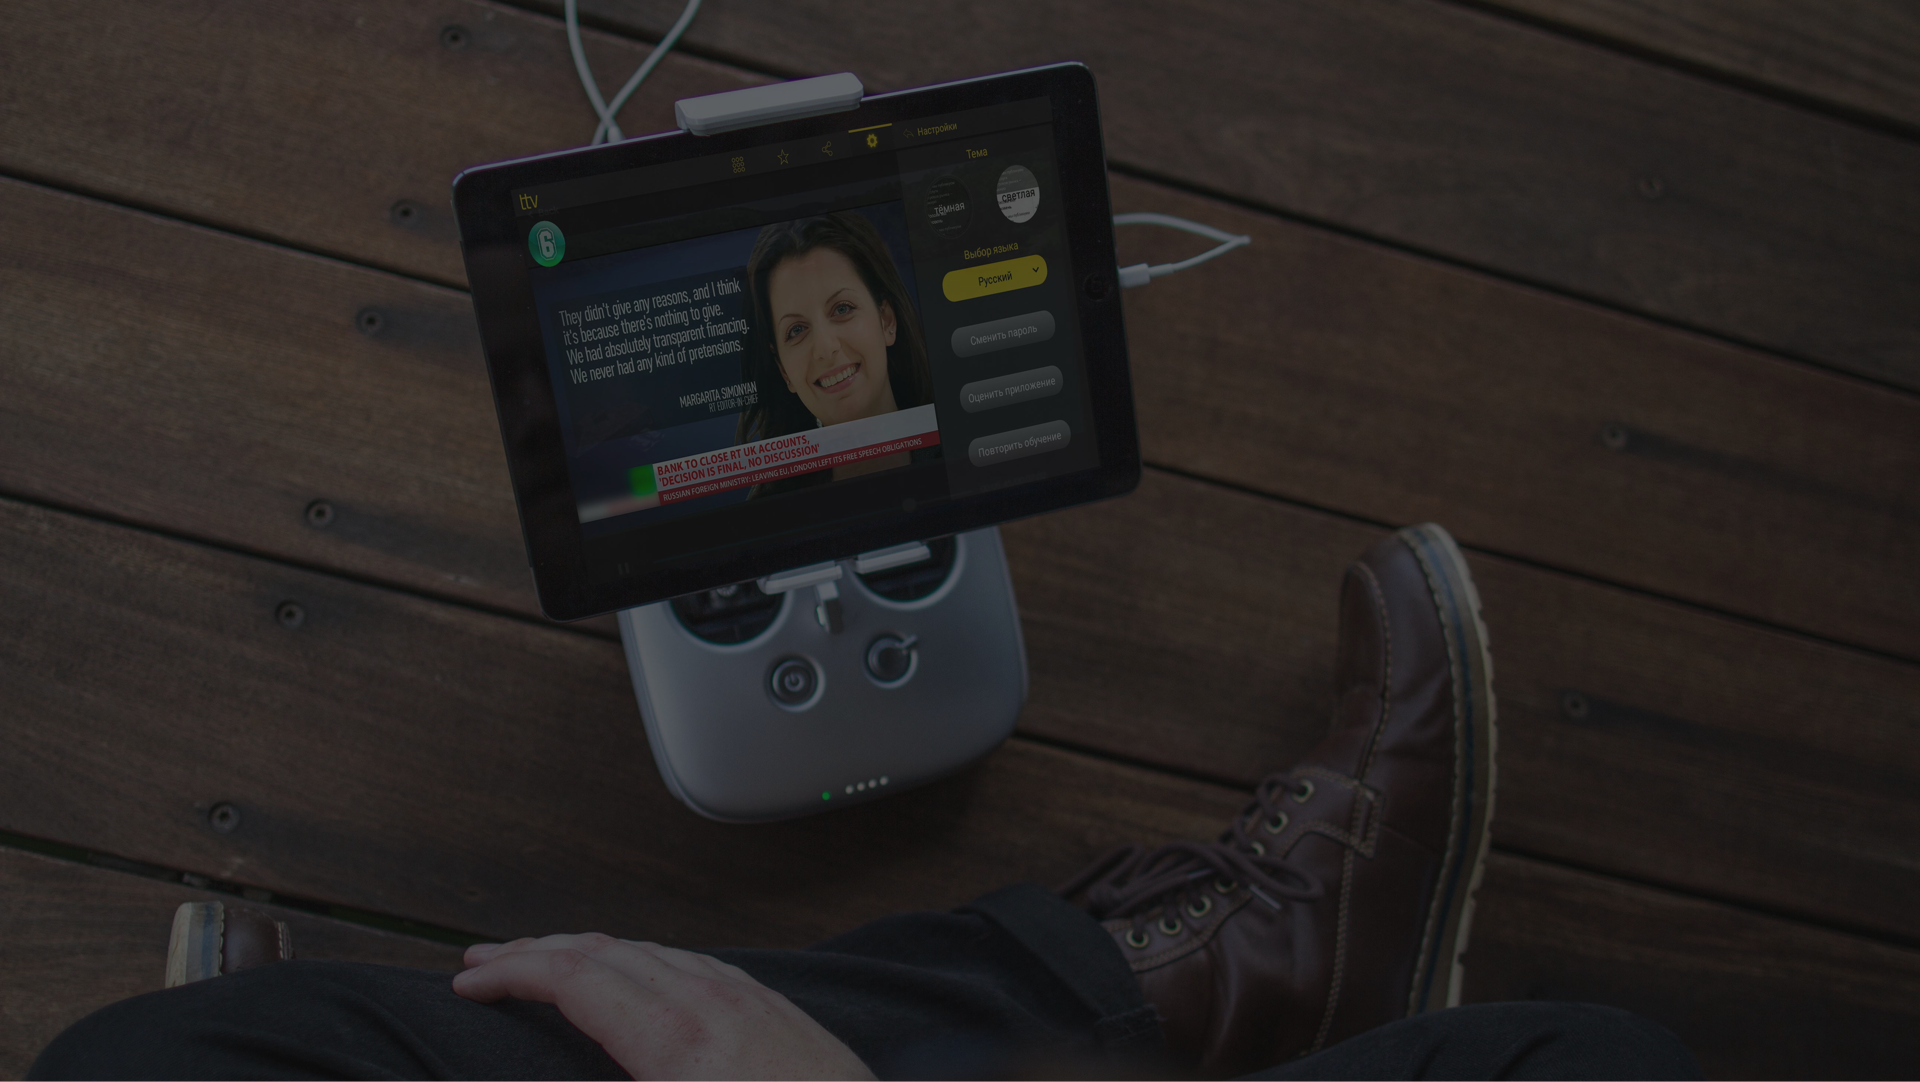 Настройки
ttv
6
Тема
тёмная
светлая
Выбор языка
Русский
Сменить пароль
Оценить приложение
Повторить обучение
They didn't give any reasons, and I think
it's because there's nothing to give.
We had absolutely transparent financing.
We never had any kind of pretensions.
MARGARITA SIMONYAN
RT EDITOR-IN-CHIEF
BANK TO CLOSE RT UK ACCOUNTS,
'DECISION IS FINAL, NO DISCUSSION'
RUSSIAN FOREIGN MINISTRY: LEAVING EU, LONDON LEFT ITS FREE SPEECH OBLIGATIONS